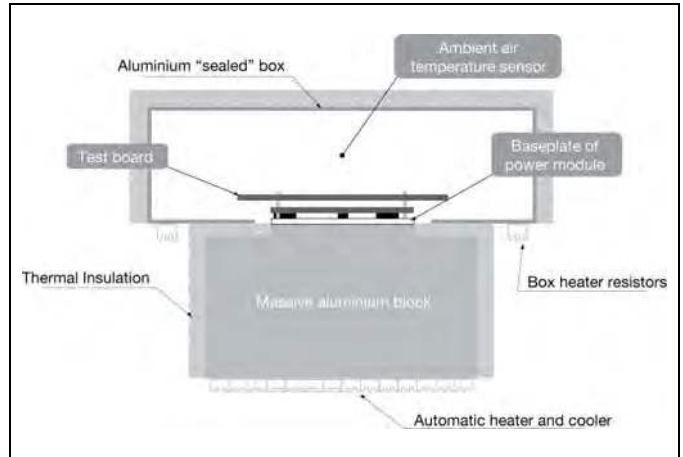 Ambient air
temperature sensor
Aluminium “sealed” box
Test board
Baseplate of
power module
Thermal Insulation
Massive aluminium block
Box heater resistors
Automatic heater and cooler